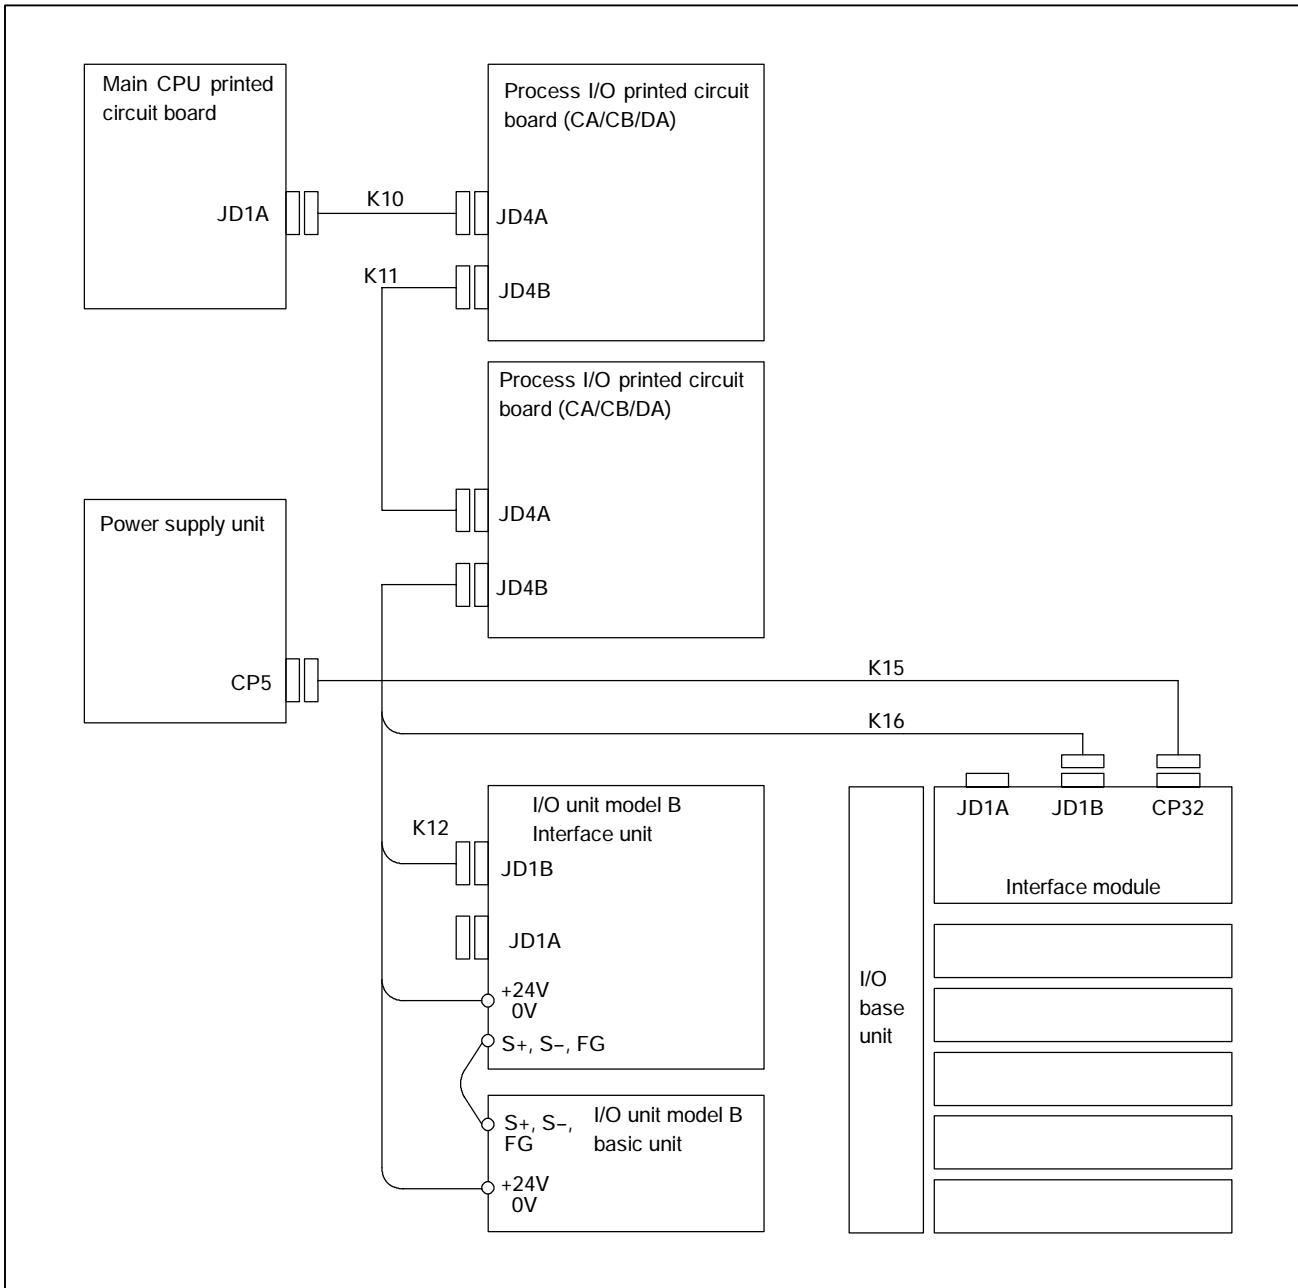 Main CPU printed
circuit board
JD1A
K10
Process I/O printed circuit
board (CA/CB/DA)
JD4A
K11
JD4B
Process I/O printed circuit
board (CA/CB/DA)
JD4A
JD4B
Power supply unit
CP5
K15
K16
I/O unit model B
Interface unit
K12
JD1B
JD1A
+24V
0V
S+, S−, FG
S+, S−,
FG
I/O unit model B
basic unit
+24V
0V
JD1A
JD1B
CP32
Interface module
I/O
base
unit